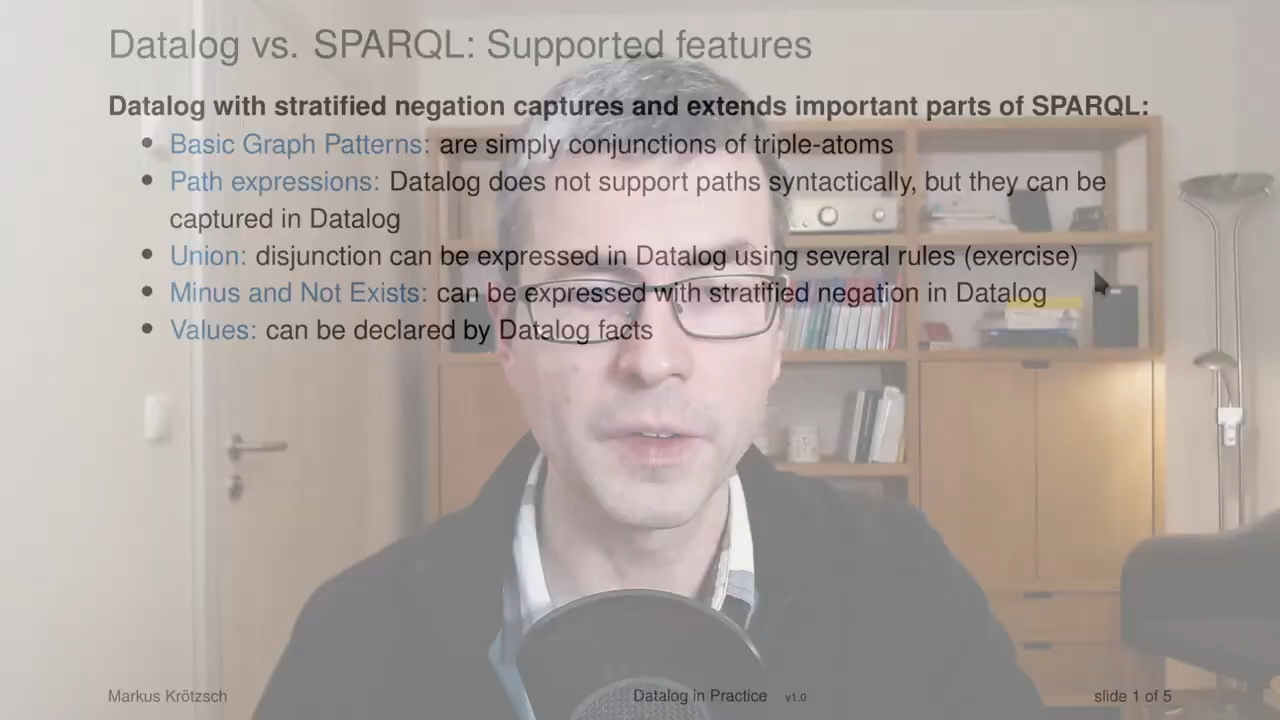 Datalog vs. SPARQL: Supported features
Datalog with stratified negation captures and extends important parts of SPARQL:
• Basic Graph Patterns: are simply conjunctions of triple-atoms
• Path expressions: Datalog does not support paths syntactically, but they can be
captured in Datalog
• Union: disjunction can be expressed in Datalog using several rules (exercise)
• Minus and Not Exists: can be expressed with stratified negation in Datalog
• Values: can be declared by Datalog facts
Markus Krötzsch Datalog in Practice v1.0 slide 1 of 5